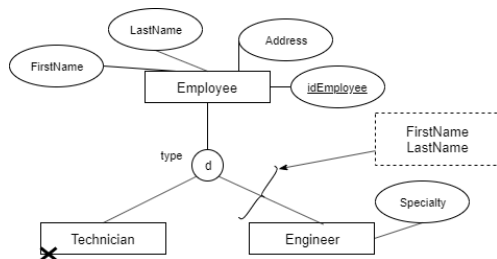 LastName
Address
FirstName
Employee
idEmployee
FirstName
LastName
type
d
Specialty
Technician
Engineer